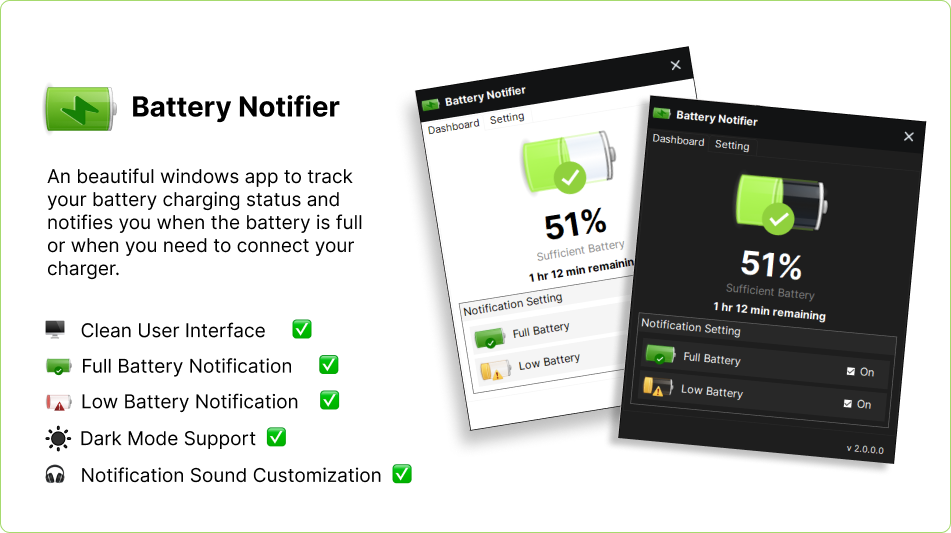 Battery Notifier
An beautiful windows app to track
your battery charging status and
notifies you when the battery is full
or when you need to connect your
charger.
Clean User Interface
Full Battery Notification
Low Battery Notification
Dark Mode Support
Notification Sound Customization
Battery Notifier
Dashboard Setting
51%
Sufficient Battery
1 hr 12 min remaining
Notification Setting
Full Battery
Low Battery
Battery Notifier
Dashboard Setting
51%
Sufficient Battery
1 hr 12 min remaining
Notification Setting
Full Battery On
Low Battery On
v 2.0.0.0